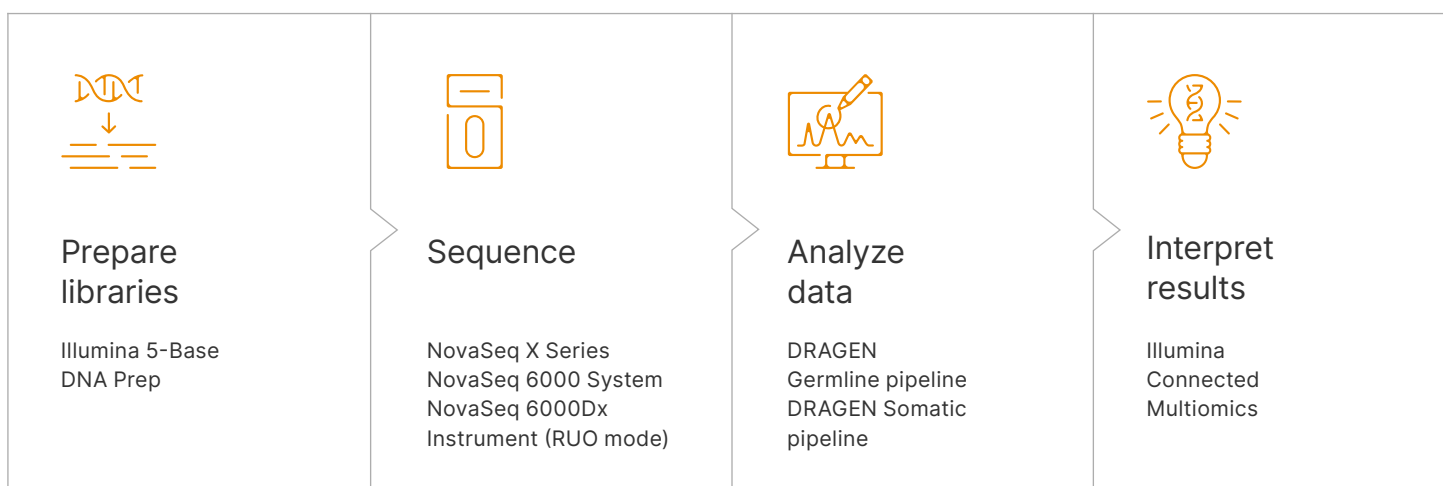 Prepare
libraries
Illumina 5-Base
DNA Prep
Sequence
NovaSeq X Series
NovaSeq 6000 System
NovaSeq 6000Dx
Instrument (RUO mode)
Analyze
data
DRAGEN
Germline pipeline
DRAGEN Somatic
pipeline
Interpret
results
Illumina
Connected
Multiomics